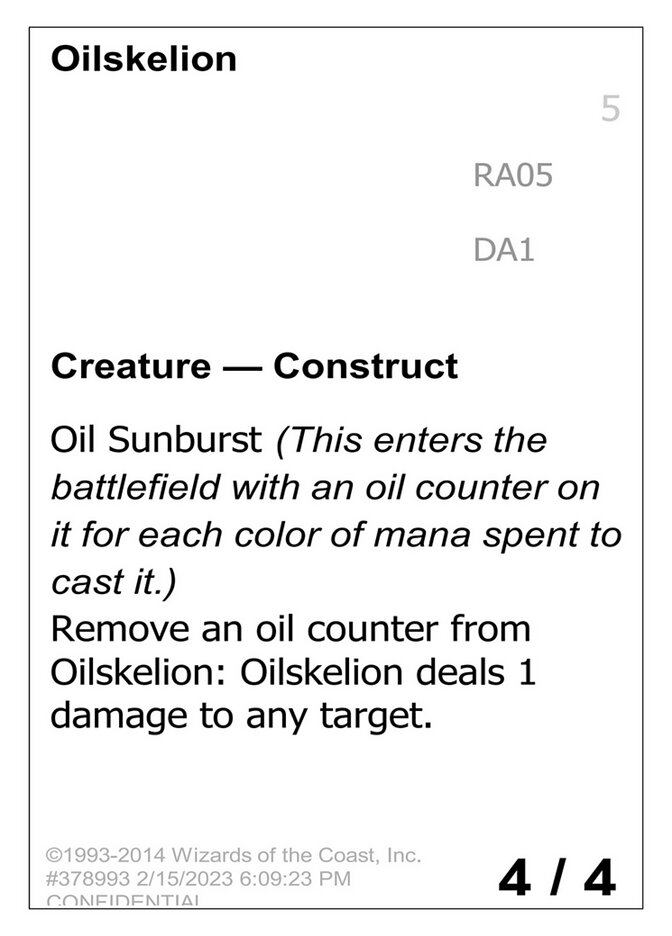 Oilskelion
5
RA05
DA1
Creature — Construct
Oil Sunburst (This enters the
battlefield with an oil counter on
it for each color of mana spent to
cast it.)
Remove an oil counter from
Oilskelion: Oilskelion deals 1
damage to any target.
©1993-2014 Wizards of the Coast, Inc.
#378993 2/15/2023 6:09:23 PM
CONFIDENTIAL
4 / 4